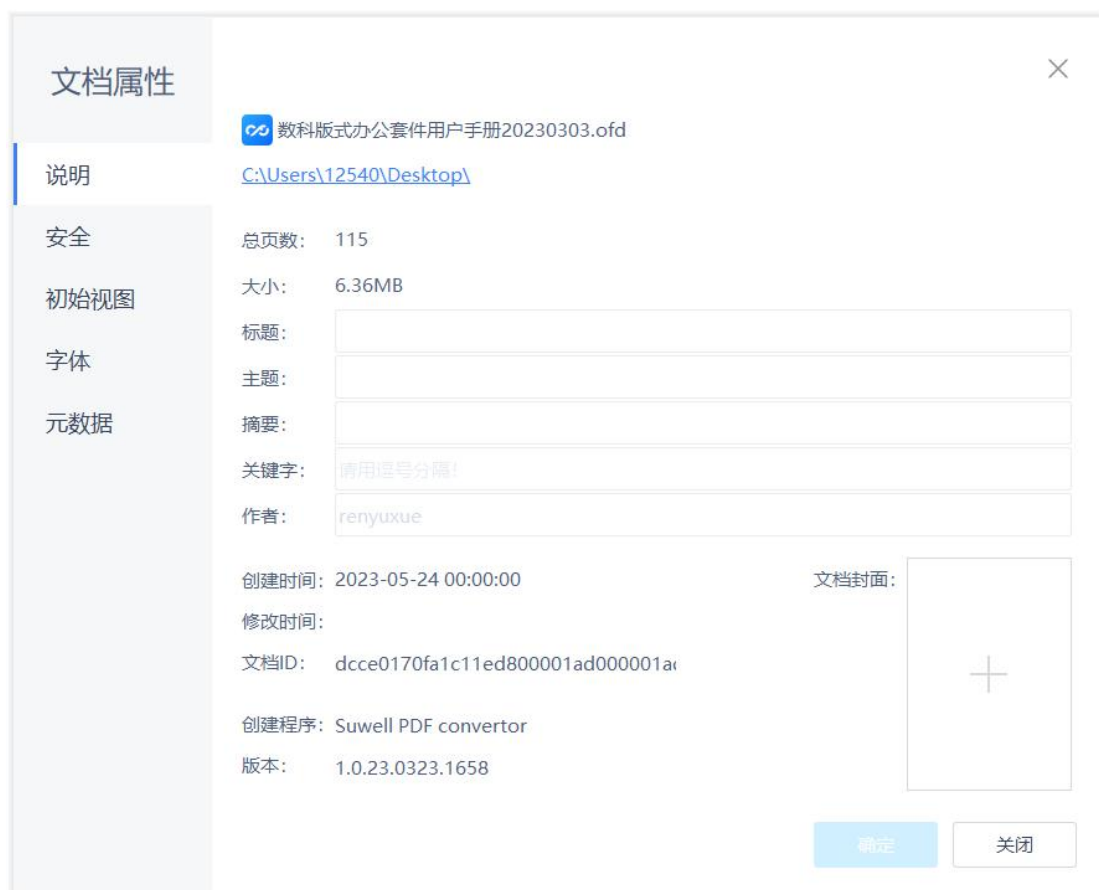 文档属性
说明
安全
初始视图
字体
元数据
数科版式办公套件用户手册20230303.ofd
C:\Users\12540\Desktop\
总页数: 115
大小: 6.36MB
标题:
主题:
摘要:
关键字: 请用逗号分隔!
作者: renyuxue
创建时间: 2023-05-24 00:00:00 文档封面:
修改时间:
文档ID: dcce0170fa1c11ed800001ad000001a
创建程序: Suwell PDF convertor
版本: 1.0.23.0323.1658
确定 关闭